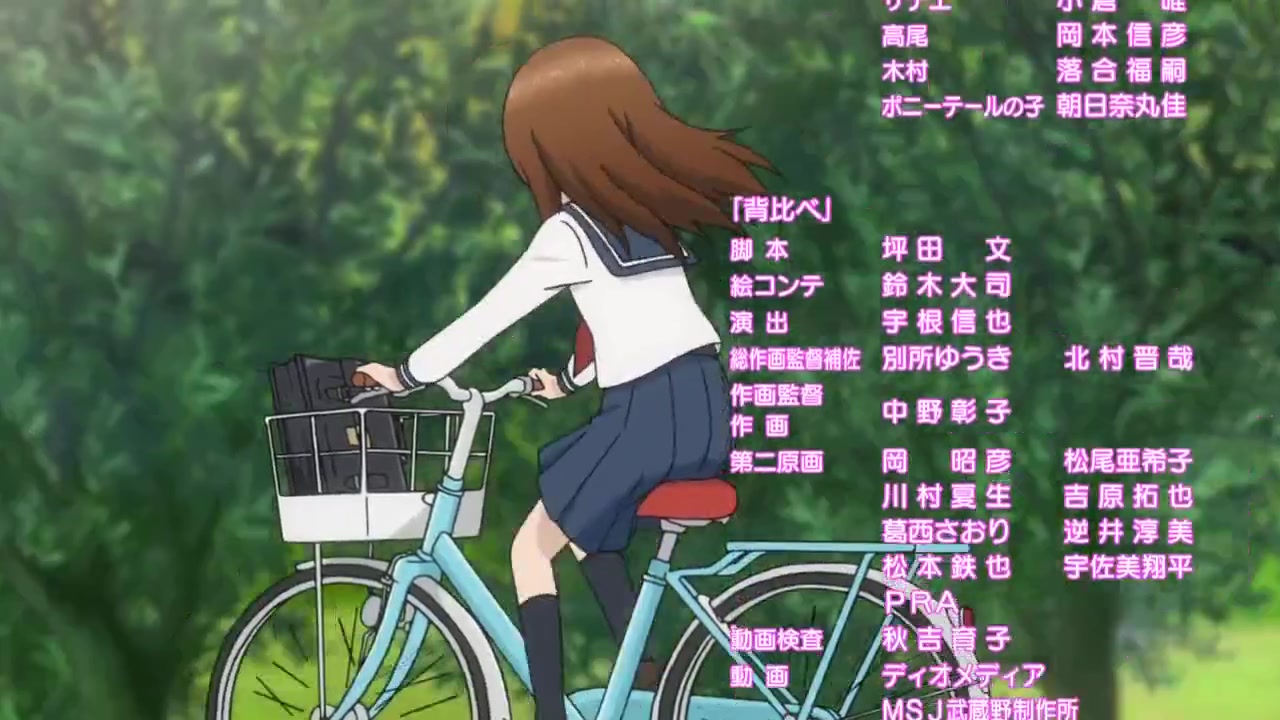 サナエ 小倉 唯
高尾 岡本信彦
木村 落合福嗣
ポニーテールの子 朝日奈丸佳
「背比べ」
脚本 坪田 文
絵コンテ 鈴木大司
演出 宇根信也
総作画監督補佐 別所ゆうき 北村晋哉
作画監督
作画 中野彰子
第二原画 岡 昭彦 松尾亜希子
川村夏生 吉原拓也
葛西さおり 逆井淳美
松本鉄也 宇佐美翔平
PRA
動画検査 秋吉育子
動画 ディオメディア
MSJ武蔵野制作所